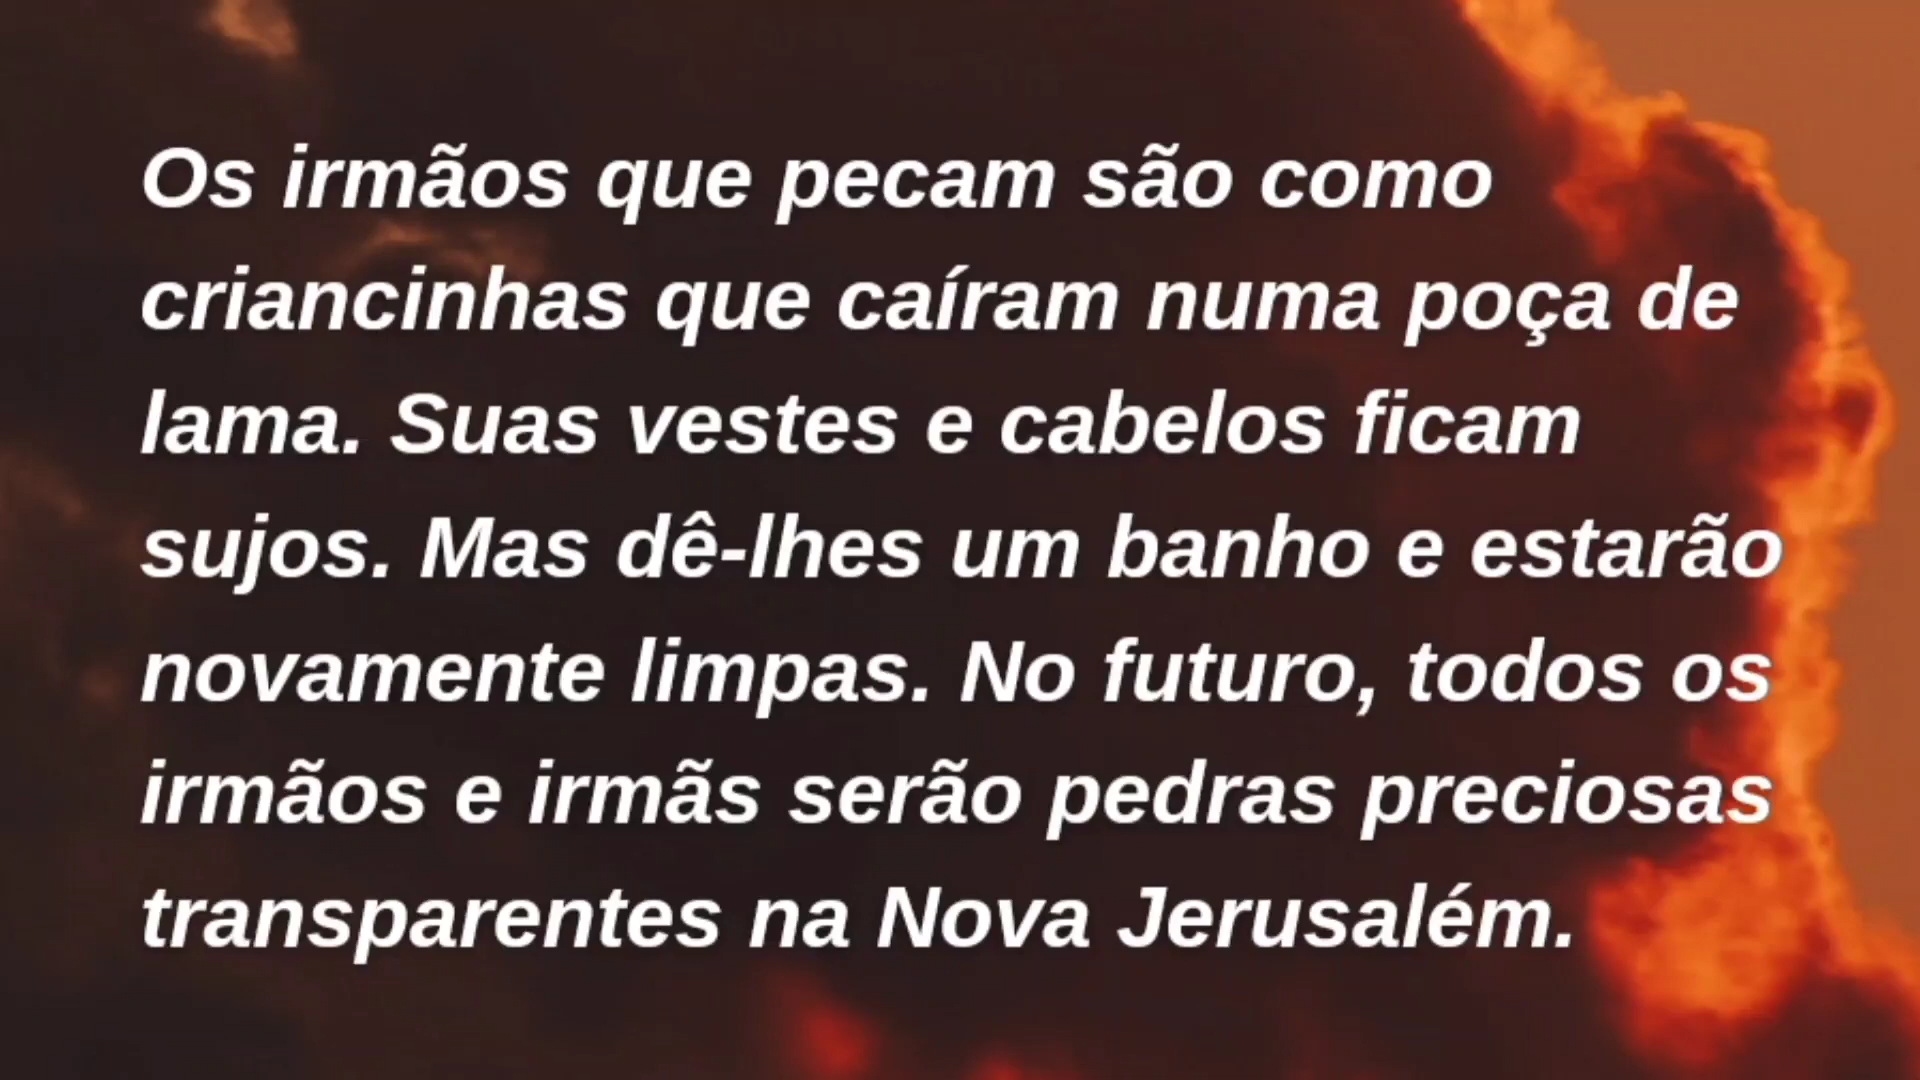 Os irmãos que pecam são como
criancinhas que caíram numa poça de
lama. Suas vestes e cabelos ficam
sujos. Mas dê-lhes um banho e estarão
novamente limpas. No futuro, todos os
irmãos e irmãs serão pedras preciosas
transparentes na Nova Jerusalém.